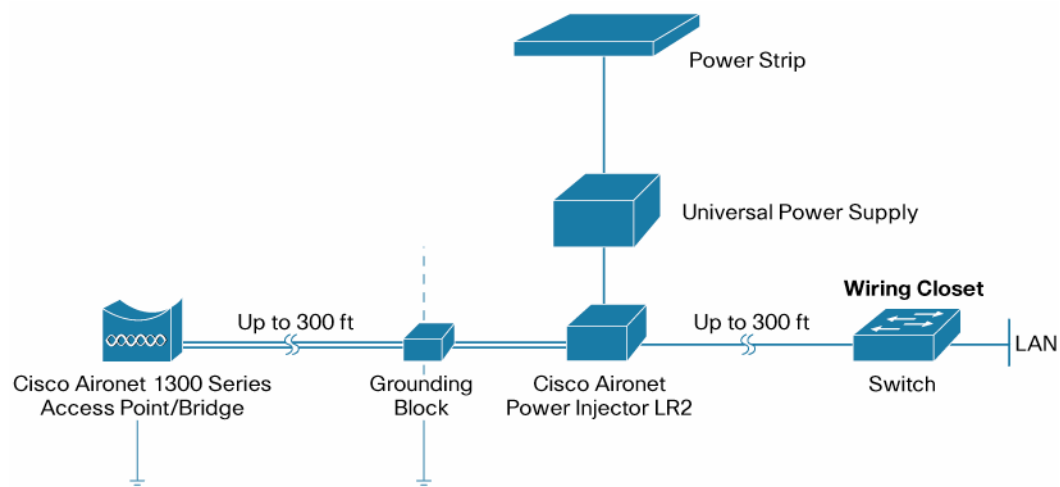 Power Strip
Universal Power Supply
Wiring Closet
Up to 300 ft
Up to 300 ft
LAN
Cisco Aironet 1300 Series
Access Point/Bridge
Grounding
Block
Cisco Aironet
Power Injector LR2
Switch